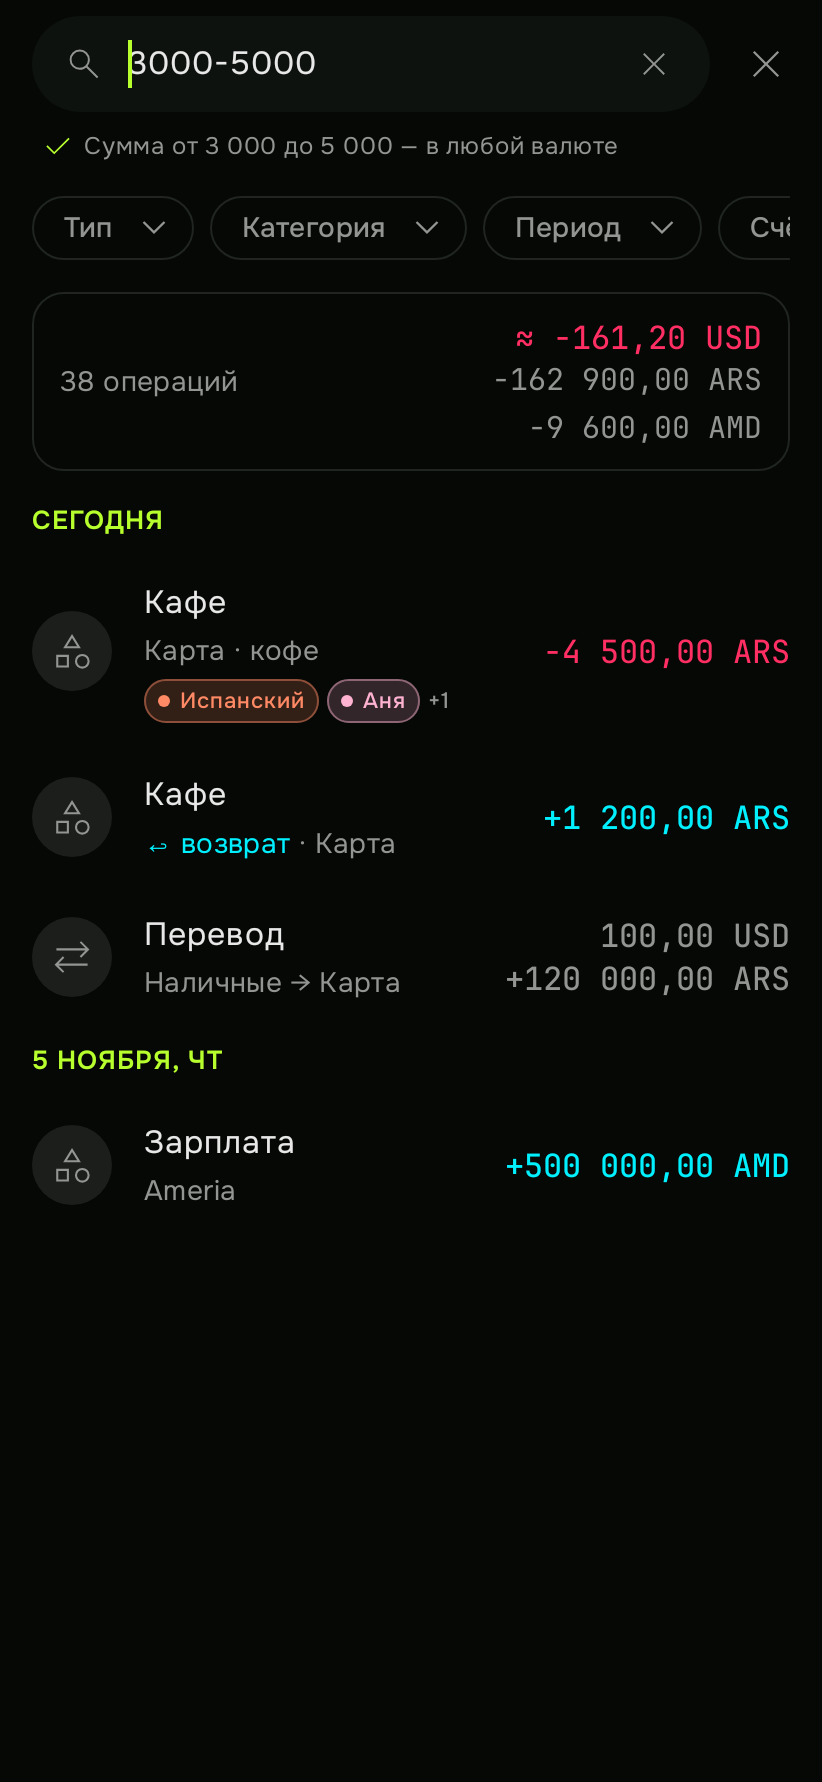 3000-5000
Сумма от 3 000 до 5 000 — в любой валюте
Тип
Категория
Период
≈ -161,20 USD
38 операций
-162 900,00 ARS
-9 600,00 AMD
СЕГОДНЯ
Кафе
Карта · кофе
-4 500,00 ARS
Испанский
Аня
+1
Кафе
+1 200,00 ARS
↩ возврат · Карта
Перевод
100,00 USD
Наличные → Карта
+120 000,00 ARS
5 НОЯБРЯ, ЧТ
Зарплата
+500 000,00 AMD
Ameria